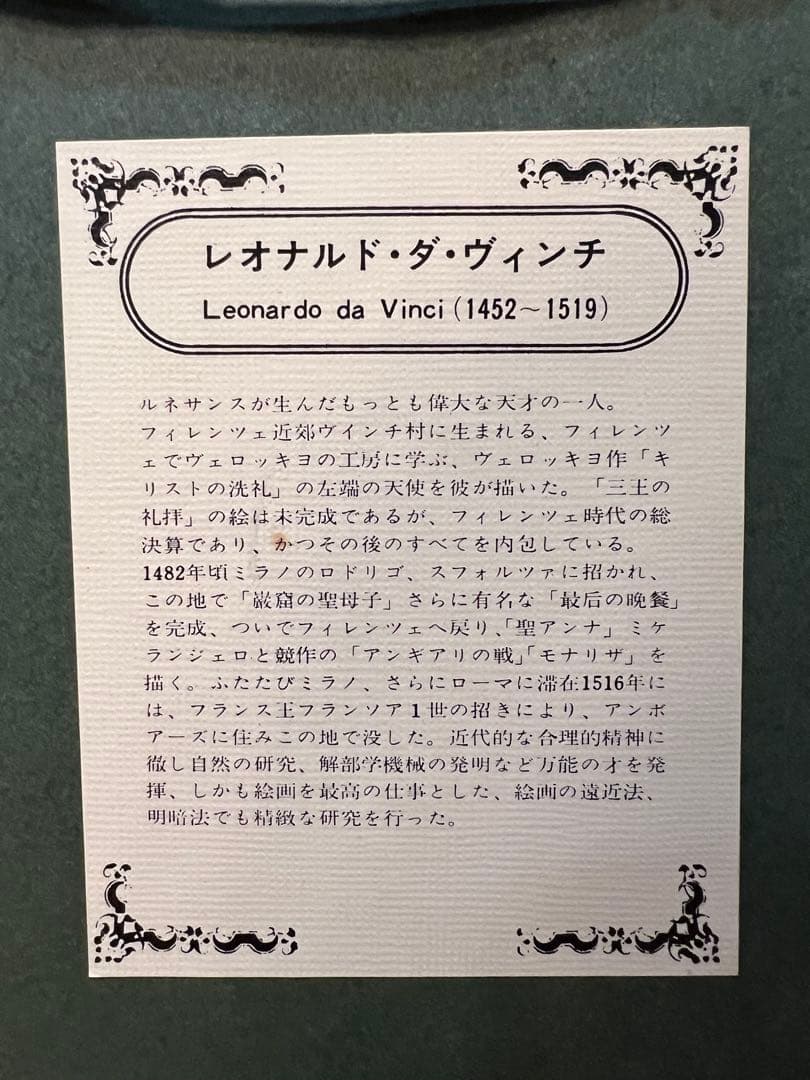 レオナルド・ダ・ヴィンチ
Leonardo da Vinci(1452～1519)
ルネサンスが生んだもっとも偉大な天才の一人。
フィレンツェ近郊ヴインチ村に生まれる、フィレンツ
ェでヴェロッキヨの工房に学ぶ、ヴェロッキヨ作「キ
リストの洗礼」の左端の天使を彼が描いた。「三王の
礼拝」の絵は未完成であるが、フィレンツェ時代の総
決算であり、かつその後のすべてを内包している。
1482年頃ミラノのロドリゴ、スフォルツァに招かれ、
この地で「巌窟の聖母子」さらに有名な「最后の晩餐」
を完成、ついでフィレンツェへ戻り、「聖アンナ」ミケ
ランジェロと競作の「アンギアリの戦」「モナリザ」を
描く。ふたたびミラノ、さらにローマに滞在1516年に
は、フランス王フランソア1世の招きにより、アンボ
アーズに住みこの地で没した。近代的な合理的精神に
徹し自然の研究、解部学機械の発明など万能の才を発
揮、しかも絵画を最高の仕事とした、絵画の遠近法、
明暗法でも精緻な研究を行った。